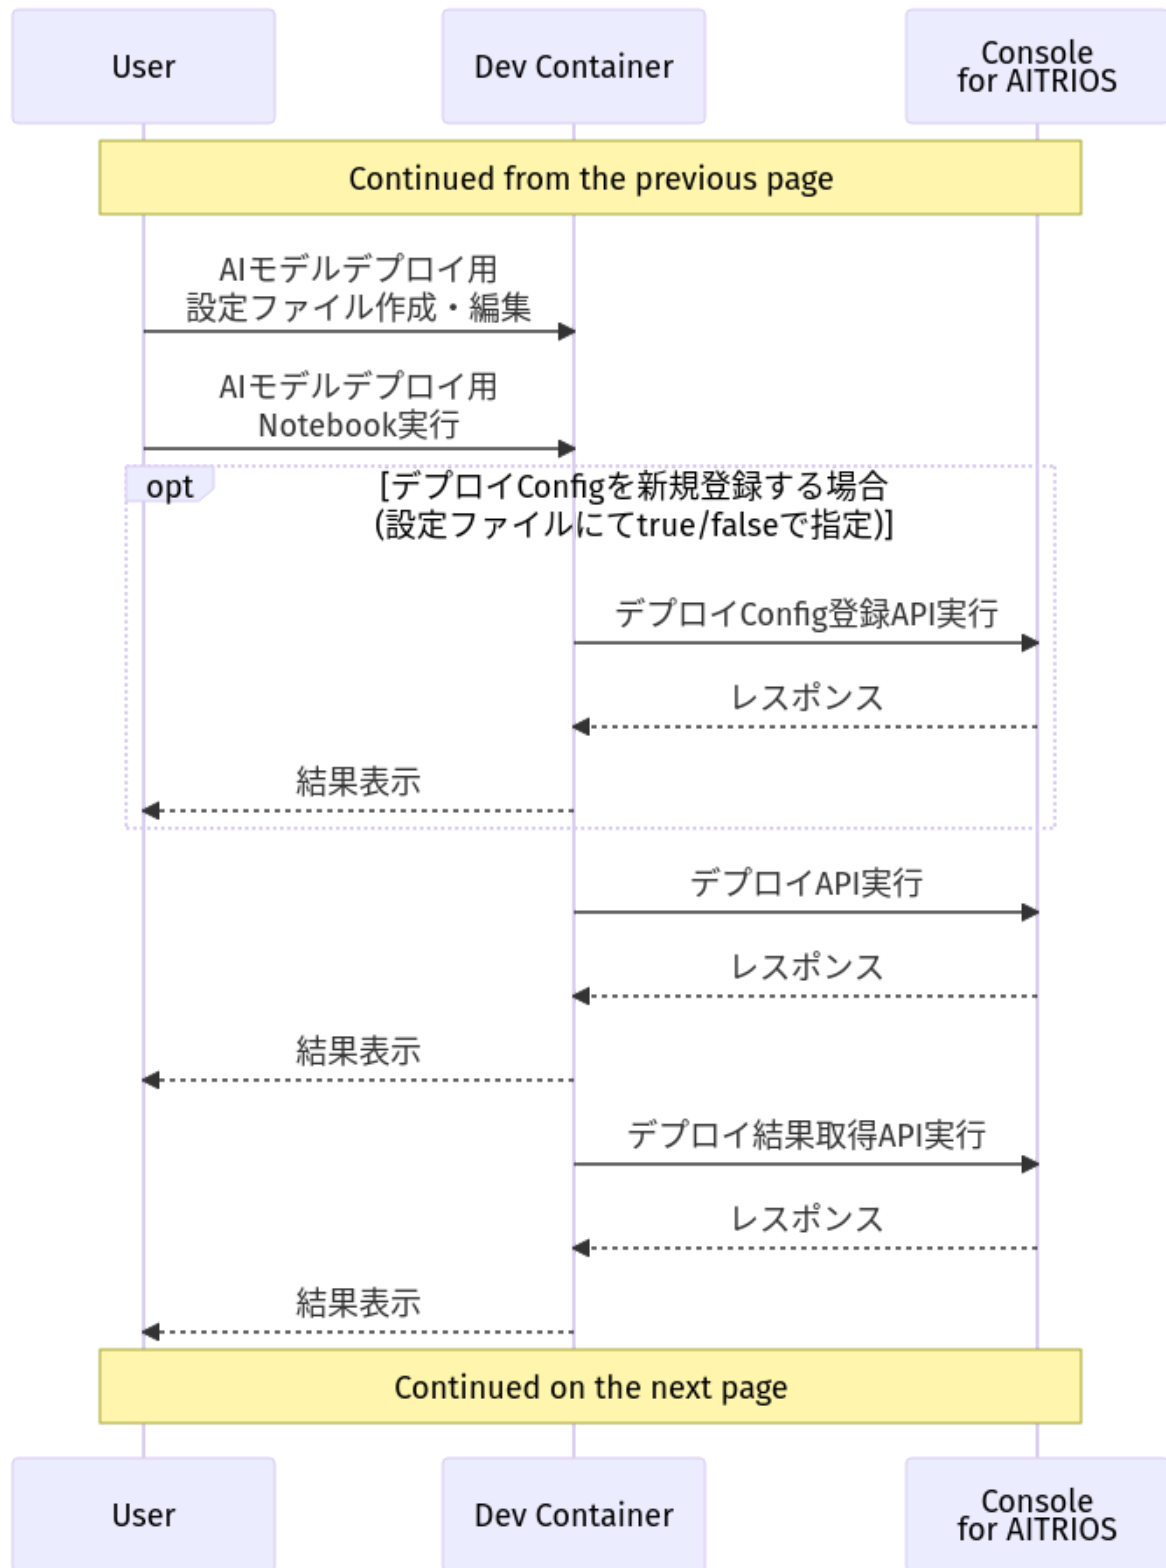 User
Dev Container
Console
for AITRIOS
Continued from the previous page
AIモデルデプロイ用
設定ファイル作成・編集
AIモデルデプロイ用
Notebook実行
opt
[デプロイConfigを新規登録する場合
(設定ファイルにてtrue/falseで指定)]
デプロイConfig登録API実行
レスポンス
結果表示
デプロイAPI実行
レスポンス
結果表示
デプロイ結果取得API実行
レスポンス
結果表示
Continued on the next page
User
Dev Container
Console
for AITRIOS